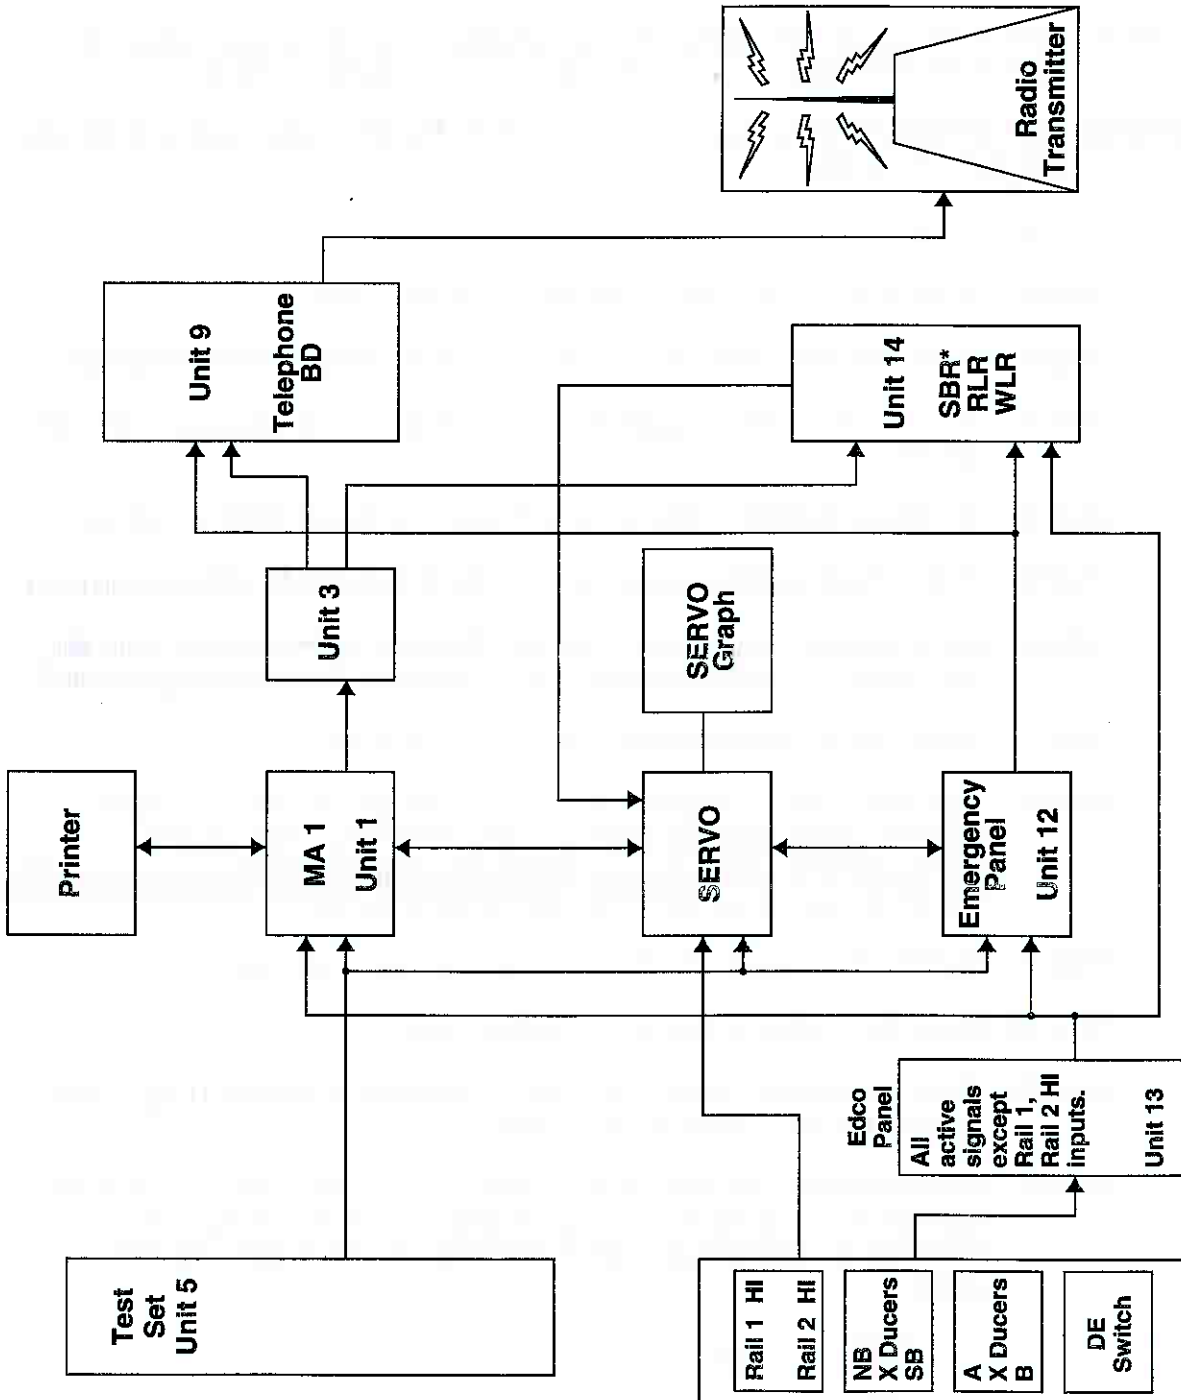 Test
Set
Unit 5
Rail 1 HI
Rail 2 HI
NB
X Ducers
SB
A
X Ducers
B
DE
Switch
Edco
Panel
All
active
signals
except
Rail 1,
Rail 2 HI
inputs.
Unit 13
Printer
MA 1
Unit 1
SERVO
Emergency
Panel
Unit 12
Unit 3
SERVO
Graph
Unit 9
Telephone
BD
Unit 14
SBR*
RLR
WLR
Radio
Transmitter